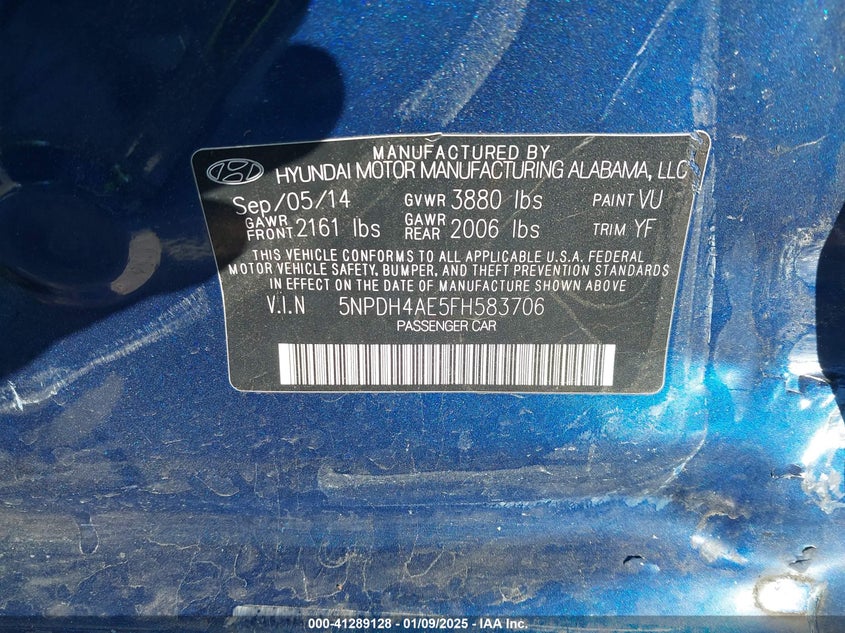 MANUFACTURED BY
HYUNDAI MOTOR MANUFACTURING ALABAMA, LLC
Sep/05/14 GVWR 3880 lbs PAINT VU
GAWR FRONT 2161 lbs GAWR REAR 2006 lbs TRIM YF
THIS VEHICLE CONFORMS TO ALL APPLICABLE U.S.A. FEDERAL
MOTOR VEHICLE SAFETY, BUMPER, AND THEFT PREVENTION STANDARDS
IN EFFECT ON THE DATE OF MANUFACTURE SHOWN ABOVE
V.I.N 5NPDH4AE5FH583706
PASSENGER CAR
000-41289128 - 01/09/2025 - IAA Inc.